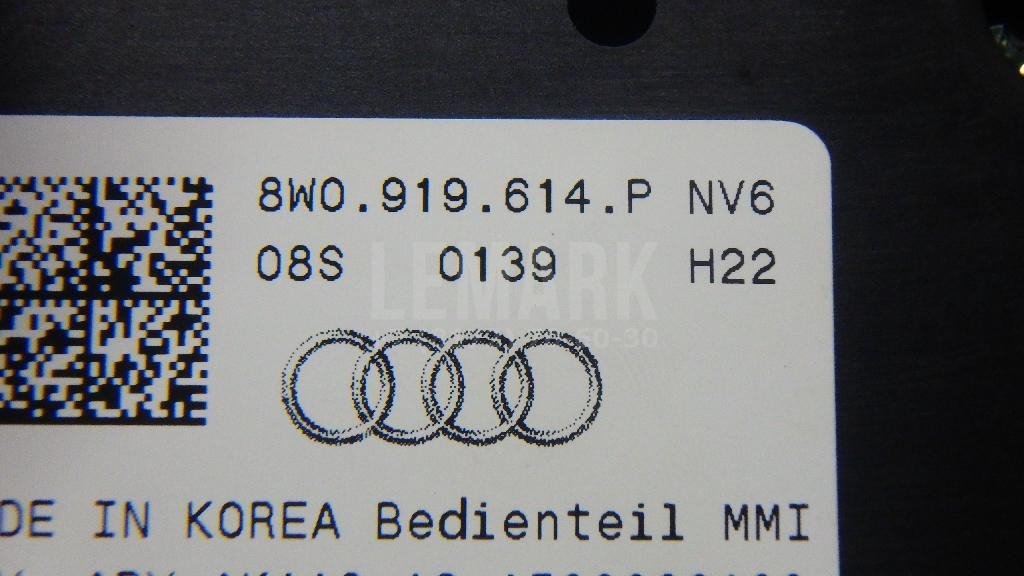 8W0.919.614.P NV6
08S 0139 H22
LEMARK
DE IN KOREA Bedienteil MMI